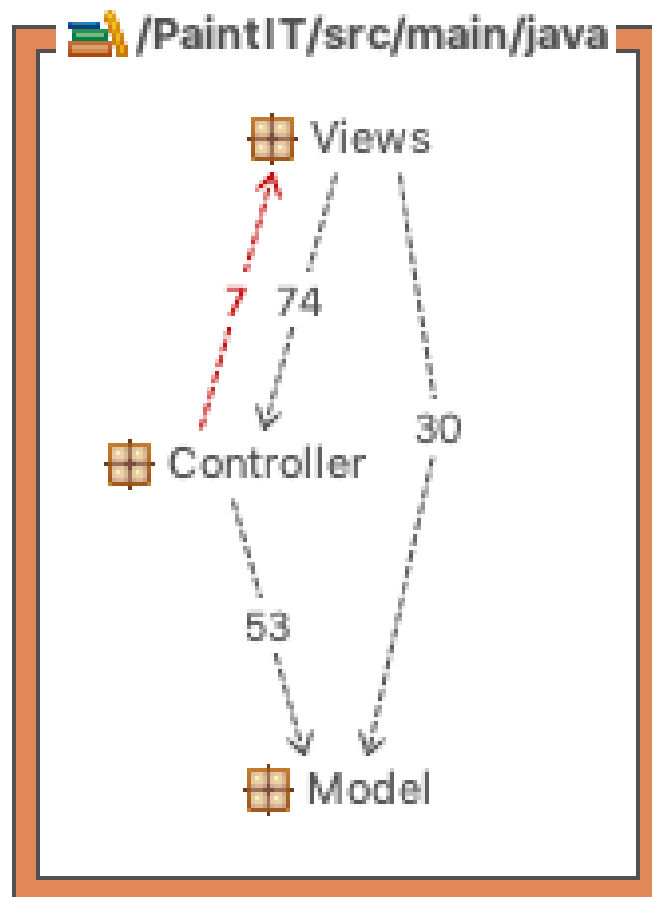 /PaintIT/src/main/java
Views
7
74
30
Controller
53
Model